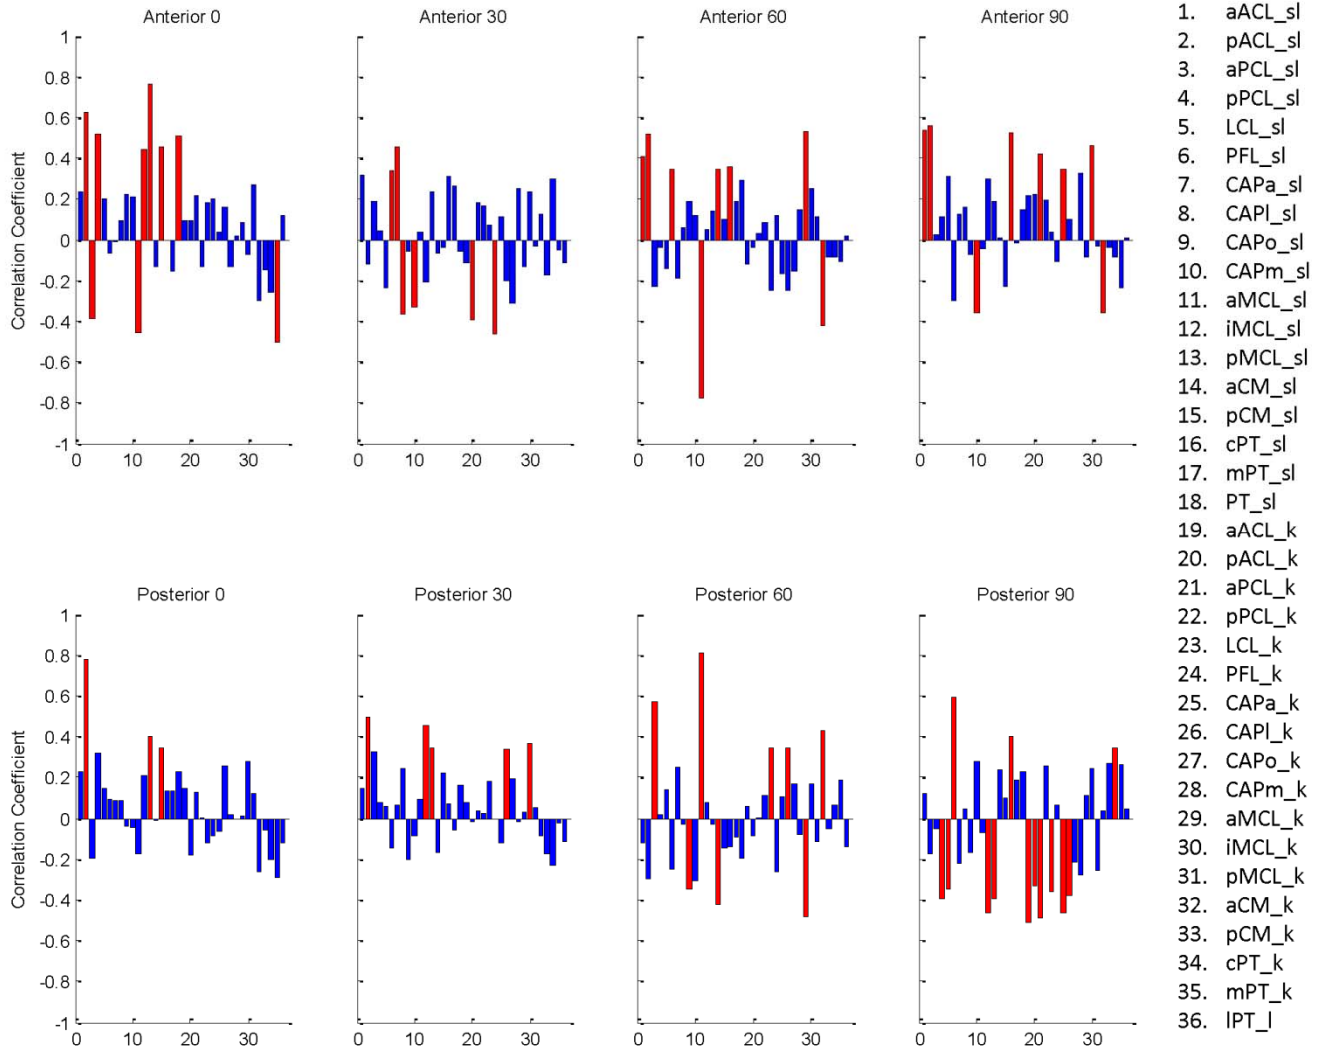 Anterior 0
Anterior 30
Anterior 60
Anterior 90
1
0.8
0.6
0.4
0.2
0
-0.2
-0.4
-0.6
-0.8
-1
Correlation Coefficient
0 10 20 30
0 10 20 30
0 10 20 30
0 10 20 30
Posterior 0
Posterior 30
Posterior 60
Posterior 90
1
0.8
0.6
0.4
0.2
0
-0.2
-0.4
-0.6
-0.8
-1
Correlation Coefficient
0 10 20 30
0 10 20 30
0 10 20 30
0 10 20 30
1. aACL_sl
2. pACL_sl
3. aPCL_sl
4. pPCL_sl
5. LCL_sl
6. PFL_sl
7. CAPa_sl
8. CAPl_sl
9. CAPo_sl
10. CAPm_sl
11. aMCL_sl
12. iMCL_sl
13. pMCL_sl
14. aCM_sl
15. pCM_sl
16. cPT_sl
17. mPT_sl
18. PT_sl
19. aACL_k
20. pACL_k
21. aPCL_k
22. pPCL_k
23. LCL_k
24. PFL_k
25. CAPa_k
26. CAPl_k
27. CAPo_k
28. CAPm_k
29. aMCL_k
30. iMCL_k
31. pMCL_k
32. aCM_k
33. pCM_k
34. cPT_k
35. mPT_k
36. lPT_l